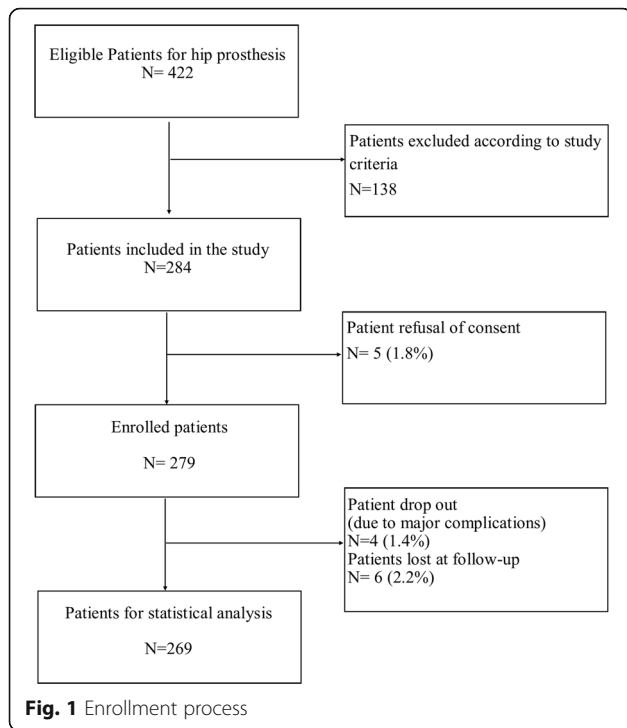 Eligible Patients for hip prosthesis
N= 422
Patients excluded according to study
criteria
N=138
Patients included in the study
N=284
Patient refusal of consent
N= 5 (1.8%)
Enrolled patients
N= 279
Patient drop out
(due to major complications)
N=4 (1.4%)
Patients lost at follow-up
N= 6 (2.2%)
Patients for statistical analysis
N=269
Fig. 1 Enrollment process